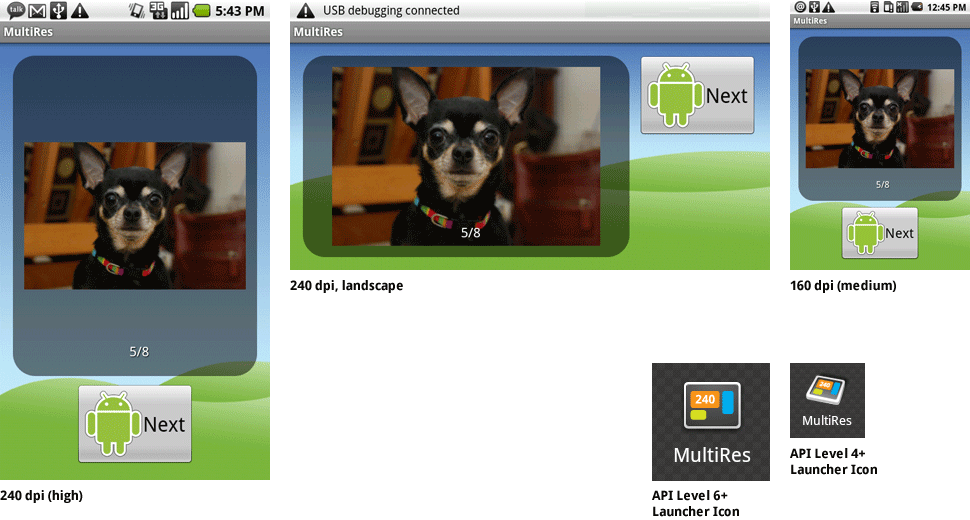 talk
3G
5:43 PM
MultiRes
5/8
Next
240 dpi (high)
USB debugging connected
MultiRes
Next
5/8
240 dpi, landscape
12:45 PM
MultiRes
5/8
Next
160 dpi (medium)
240
MultiRes
API Level 6+
Launcher Icon
240
MultiRes
API Level 4+
Launcher Icon